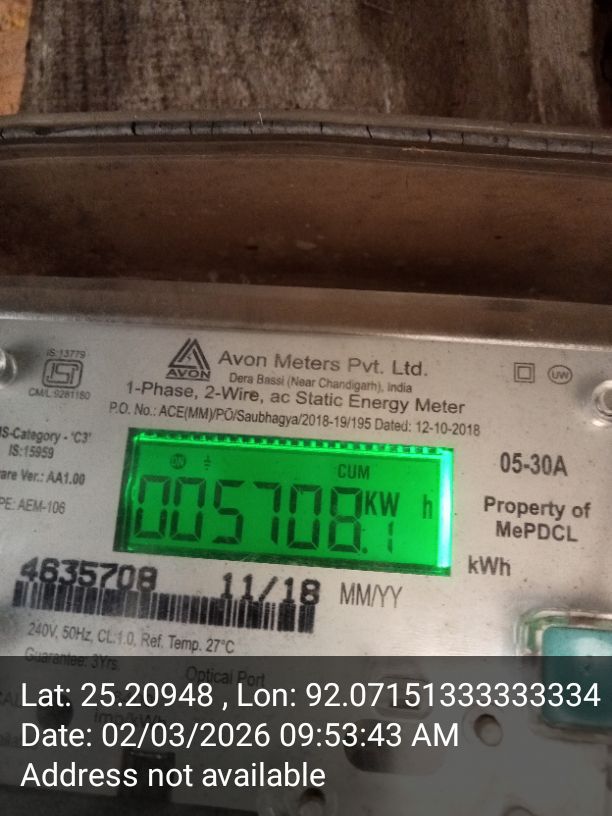 IS:13779
ISI
CM/L:9281180
AVON
Avon Meters Pvt. Ltd.
Dera Bassi (Near Chandigarh), India
UW
1-Phase, 2-Wire, ac Static Energy Meter
P.O. No.: ACE(MM)/PO/Saubhagya/2018-19/195 Dated: 12-10-2018
S-Category - 'C3'
IS:15959
are Ver.: AA1.00
PE: AEM-106
CUM
005708.1 KW h
05-30A
Property of
MePDCL
kWh
4635708 11/18 MM/YY
240V, 50Hz, CL:1.0, Ref. Temp. 27°C
Guarantee: 3Yrs.
Optical Port
imp/kWh
Lat: 25.20948 , Lon: 92.07151333333334
Date: 02/03/2026 09:53:43 AM
Address not available